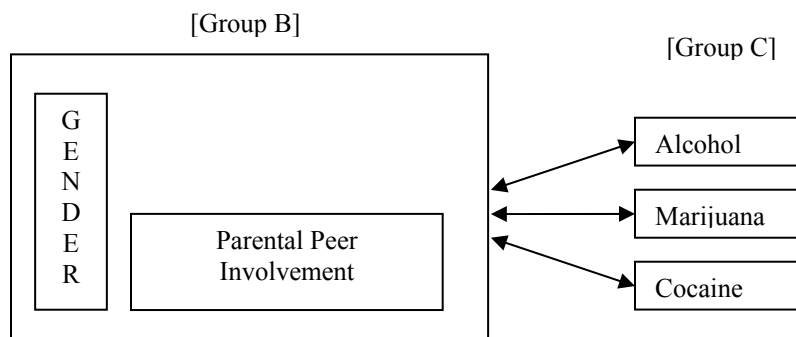 [Group B]
[Group C]
G
E
N
D
E
R
Parental Peer
Involvement
Alcohol
Marijuana
Cocaine